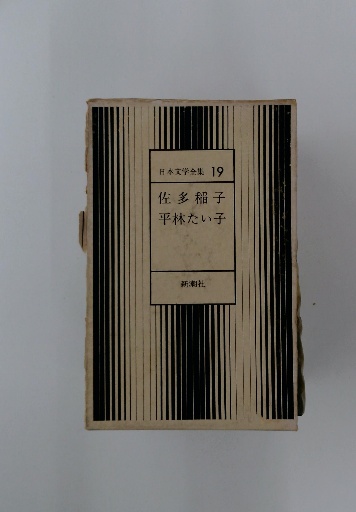 日本文学全集 19
佐多稲子
平林たい子
新潮社